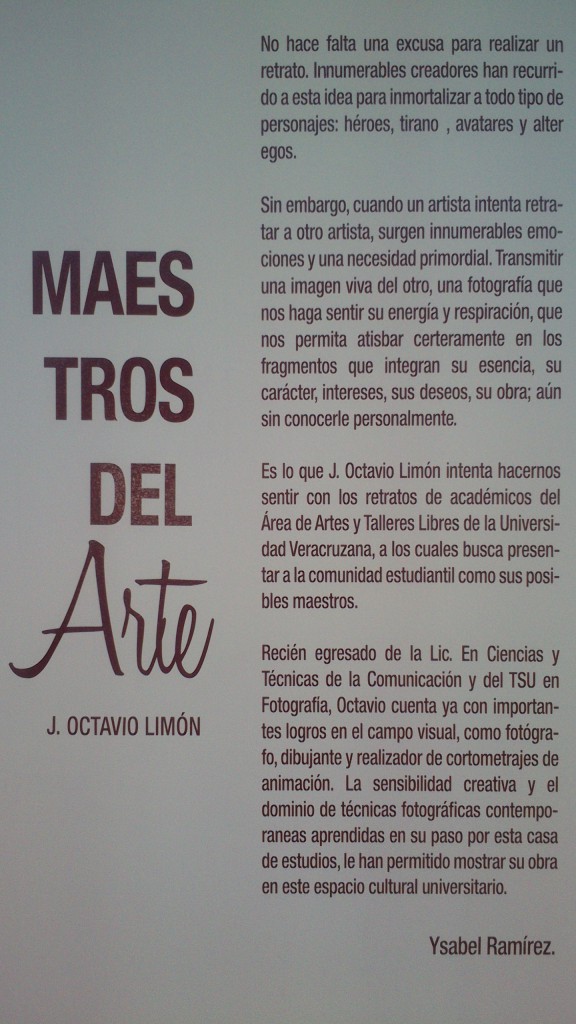 MAES
TROS
DEL
Arte
J. OCTAVIO LIMÓN
No hace falta una excusa para realizar un
retrato. Innumerables creadores han recurri-
do a esta idea para inmortalizar a todo tipo de
personajes: héroes, tirano , avatares y alter
egos.
Sin embargo, cuando un artista intenta retra-
tar a otro artista, surgen innumerables emo-
ciones y una necesidad primordial. Transmitir
una imagen viva del otro, una fotografía que
nos haga sentir su energía y respiración, que
nos permita atisbar certeramente en los
fragmentos que integran su esencia, su
carácter, intereses, sus deseos, su obra; aún
sin conocerle personalmente.
Es lo que J. Octavio Limón intenta hacernos
sentir con los retratos de académicos del
Área de Artes y Talleres Libres de la Universi-
dad Veracruzana, a los cuales busca presen-
tar a la comunidad estudiantil como sus posi-
bles maestros.
Recién egresado de la Lic. En Ciencias y
Técnicas de la Comunicación y del TSU en
Fotografía, Octavio cuenta ya con importan-
tes logros en el campo visual, como fotógra-
fo, dibujante y realizador de cortometrajes de
animación. La sensibilidad creativa y el
dominio de técnicas fotográficas contempo-
raneas aprendidas en su paso por esta casa
de estudios, le han permitido mostrar su obra
en este espacio cultural universitario.
Ysabel Ramírez.